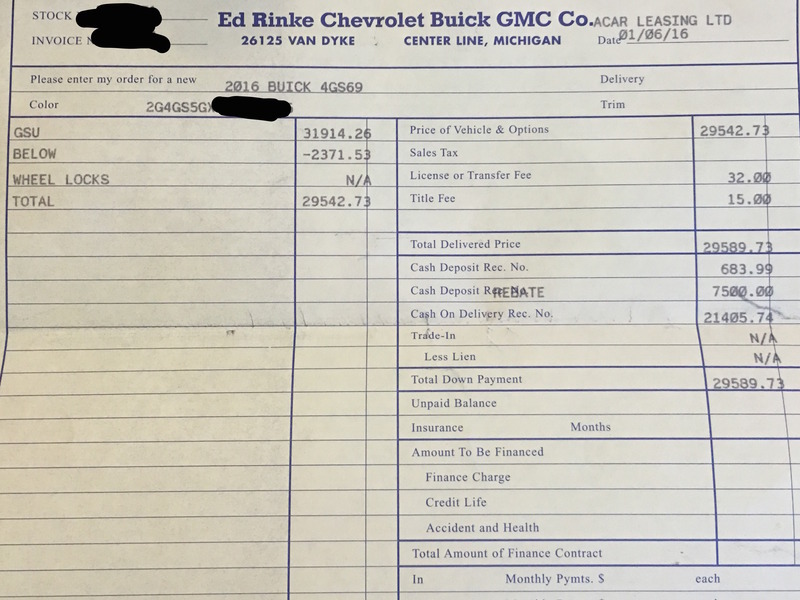 STOCK
Ed Rinke Chevrolet Buick GMC Co. ACAR LEASING LTD
INVOICE
26125 VAN DYKE CENTER LINE, MICHIGAN Date 01/06/16
Please enter my order for a new 2016 BUICK 4GS69 Delivery
Color 2G4GS5GX Trim
GSU 31914.26 Price of Vehicle & Options 29542.73
BELOW -2371.53 Sales Tax
WHEEL LOCKS N/A License or Transfer Fee 32.00
TOTAL 29542.73 Title Fee 15.00
Total Delivered Price 29589.73
Cash Deposit Rec. No. 683.99
Cash Deposit Rec. No. REBATE 7500.00
Cash On Delivery Rec. No. 21405.74
Trade-In N/A
Less Lien N/A
Total Down Payment 29589.73
Unpaid Balance
Insurance Months
Amount To Be Financed
Finance Charge
Credit Life
Accident and Health
Total Amount of Finance Contract
In Monthly Pymts. $ each